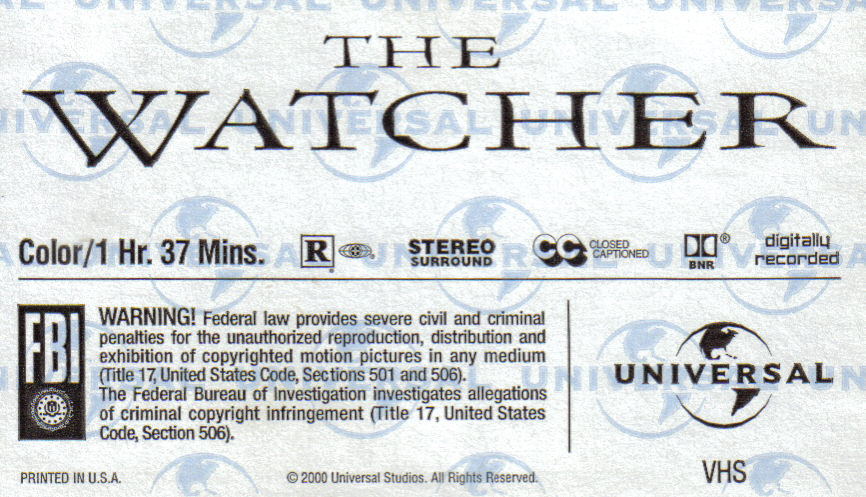 THE
WATCHER
Color/1 Hr. 37 Mins. R STEREO SURROUND CC CLOSED CAPTIONED BNR ® digitally recorded
FBI
WARNING! Federal law provides severe civil and criminal
penalties for the unauthorized reproduction, distribution and
exhibition of copyrighted motion pictures in any medium
(Title 17, United States Code, Sections 501 and 506).
The Federal Bureau of Investigation investigates allegations
of criminal copyright infringement (Title 17, United States
Code, Section 506).
UNIVERSAL
PRINTED IN U.S.A.
© 2000 Universal Studios. All Rights Reserved.
VHS